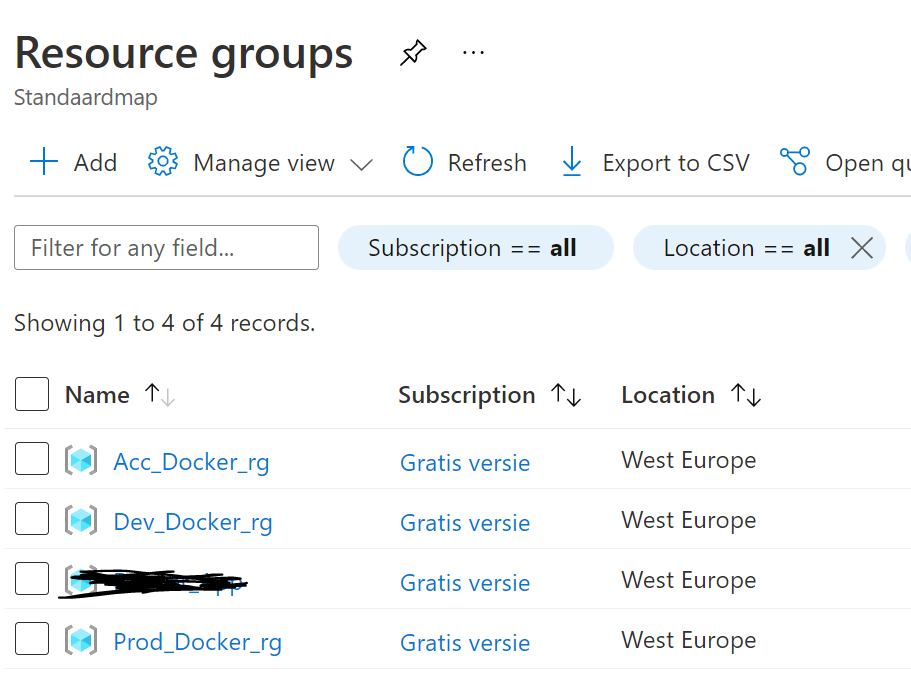 Resource groups
Standaardmap
Add Manage view Refresh Export to CSV Open qu
Filter for any field... Subscription == all Location == all
Showing 1 to 4 of 4 records.
Name Subscription Location
Acc_Docker_rg Gratis versie West Europe
Dev_Docker_rg Gratis versie West Europe
Gratis versie West Europe
Prod_Docker_rg Gratis versie West Europe